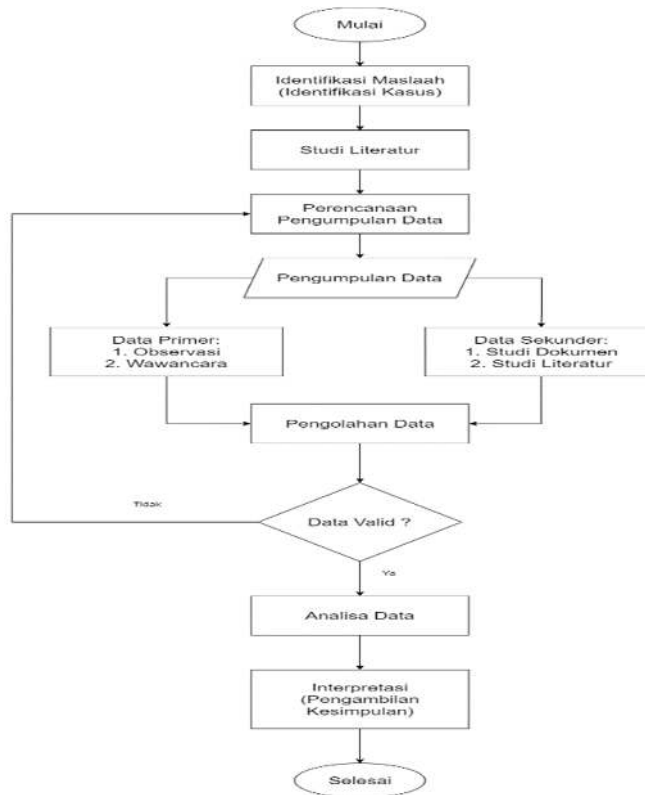 Mulai
Identifikasi Maslaah
(Identifikasi Kasus)
Studi Literatur
Perencanaan
Pengumpulan Data
Pengumpulan Data
Data Primer:
1. Observasi
2. Wawancara
Data Sekunder:
1. Studi Dokumen
2. Studi Literatur
Pengolahan Data
Tidak
Data Valid ?
Ya
Analisa Data
Interpretasi
(Pengambilan
Kesimpulan)
Selesai